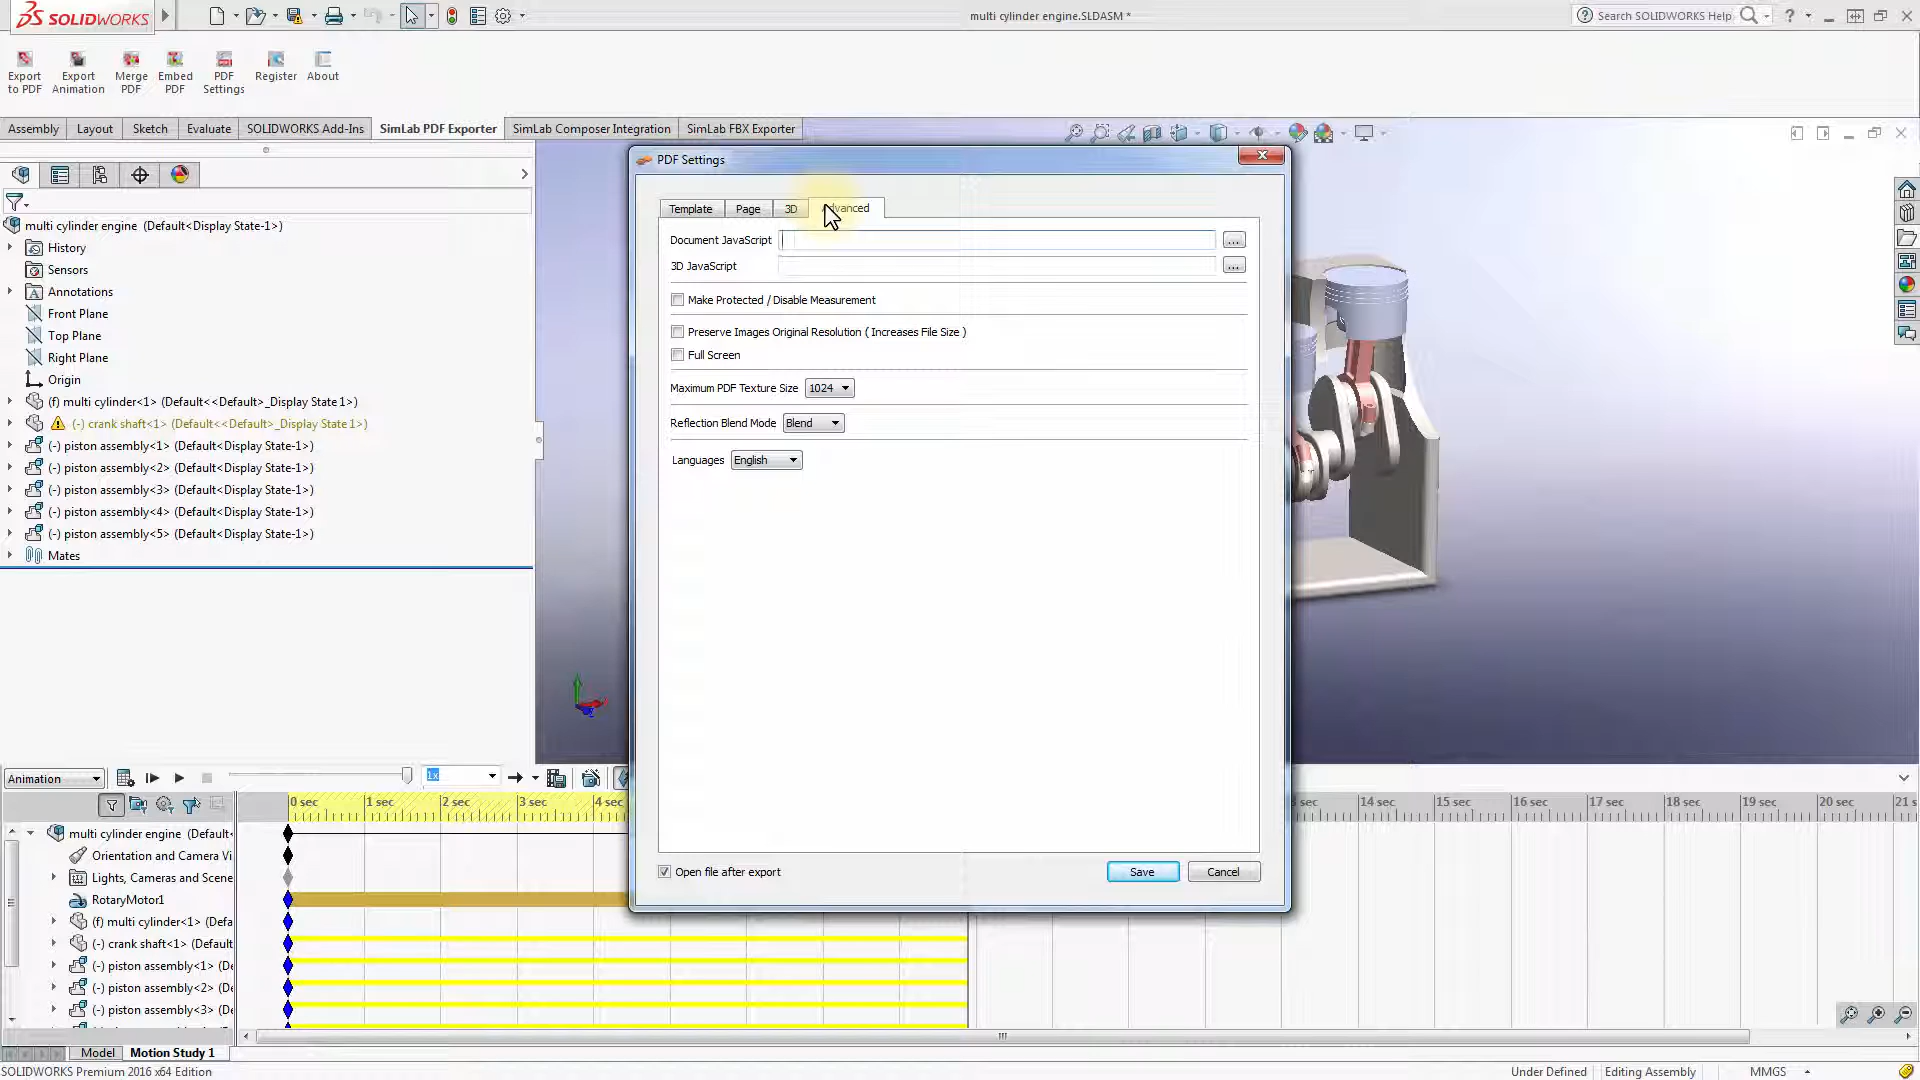 SOLIDWORKS
multi cylinder engine.SLDASM *
Search SOLIDWORKS Help
Export to PDF
Export Animation
Merge PDF
Embed PDF
PDF Settings
Register
About
Assembly
Layout
Sketch
Evaluate
SOLIDWORKS Add-Ins
SimLab PDF Exporter
SimLab Composer Integration
SimLab FBX Exporter
multi cylinder engine (Default<Display State-1>)
History
Sensors
Annotations
Front Plane
Top Plane
Right Plane
Origin
(f) multi cylinder<1> (Default<<Default>_Display State 1>)
(-) crank shaft<1> (Default<<Default>_Display State 1>)
(-) piston assembly<1> (Default<Display State-1>)
(-) piston assembly<2> (Default<Display State-1>)
(-) piston assembly<3> (Default<Display State-1>)
(-) piston assembly<4> (Default<Display State-1>)
(-) piston assembly<5> (Default<Display State-1>)
Mates
PDF Settings
Template
Page
3D
Document JavaScript
...
3D JavaScript
...
Make Protected / Disable Measurement
Preserve Images Original Resolution ( Increases File Size )
Full Screen
Maximum PDF Texture Size 1024
Reflection Blend Mode Blend
Languages English
Open file after export
Save
Cancel
Animation
1x
0 sec 1 sec 2 sec 3 sec 4 sec 14 sec 15 sec 16 sec 17 sec 18 sec 19 sec 20 sec
multi cylinder engine (Default<
Orientation and Camera Vi
Lights, Cameras and Scene
RotaryMotor1
(f) multi cylinder<1> (Defa
(-) crank shaft<1> (Default
(-) piston assembly<1> (De
(-) piston assembly<2> (De
(-) piston assembly<3> (De
Model
Motion Study 1
SOLIDWORKS Premium 2016 x64 Edition
Under Defined
Editing Assembly
MMGS